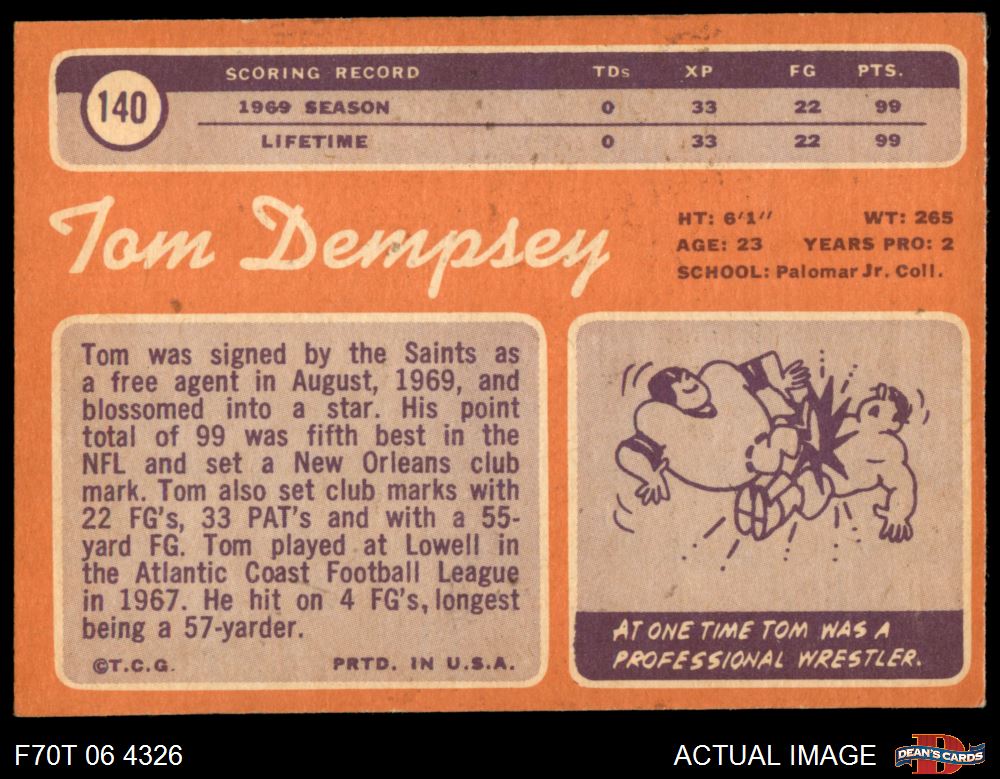 140
SCORING RECORD TDs XP FG PTS.
1969 SEASON 0 33 22 99
LIFETIME 0 33 22 99
Tom Dempsey
HT: 6'1" WT: 265
AGE: 23 YEARS PRO: 2
SCHOOL: Palomar Jr. Coll.
Tom was signed by the Saints as
a free agent in August, 1969, and
blossomed into a star. His point
total of 99 was fifth best in the
NFL and set a New Orleans club
mark. Tom also set club marks with
22 FG's, 33 PAT's and with a 55-
yard FG. Tom played at Lowell in
the Atlantic Coast Football League
in 1967. He hit on 4 FG's, longest
being a 57-yarder.
©T.C.G. PRTD. IN U.S.A.
AT ONE TIME TOM WAS A
PROFESSIONAL WRESTLER.
F70T 06 4326
ACTUAL IMAGE
D
DEAN'S CARDS